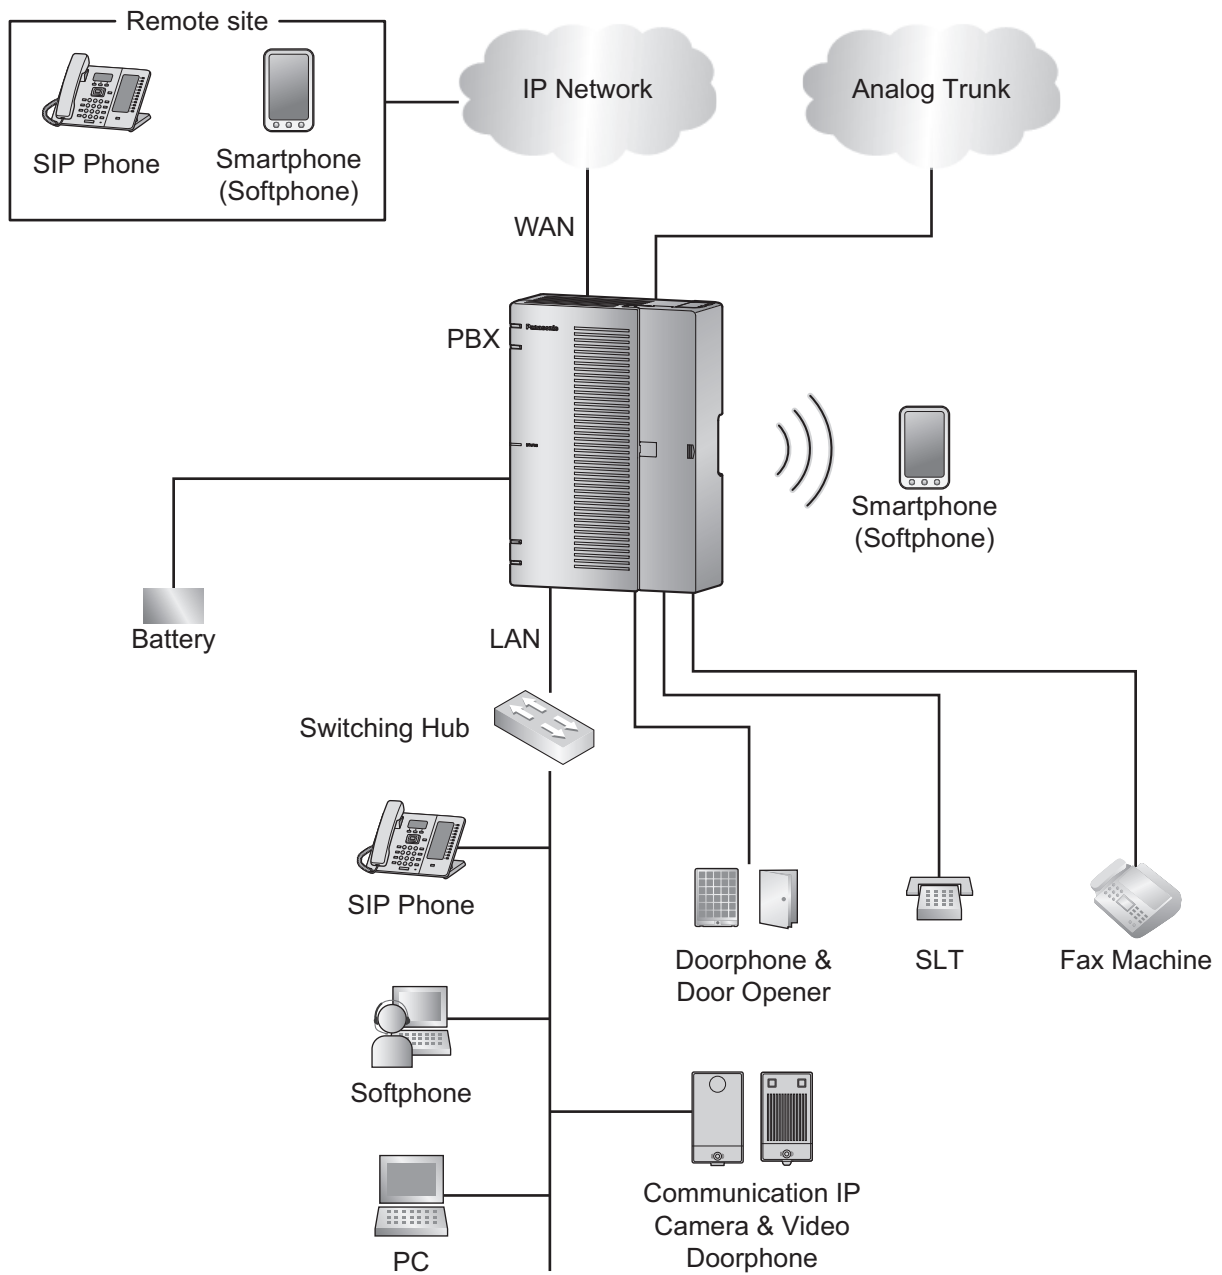 Remote site
SIP Phone
Smartphone
(Softphone)
IP Network
Analog Trunk
WAN
PBX
Panasonic
Smartphone
(Softphone)
Battery
LAN
Switching Hub
SIP Phone
Doorphone &
Door Opener
SLT
Fax Machine
Softphone
Communication IP
Camera & Video
Doorphone
PC